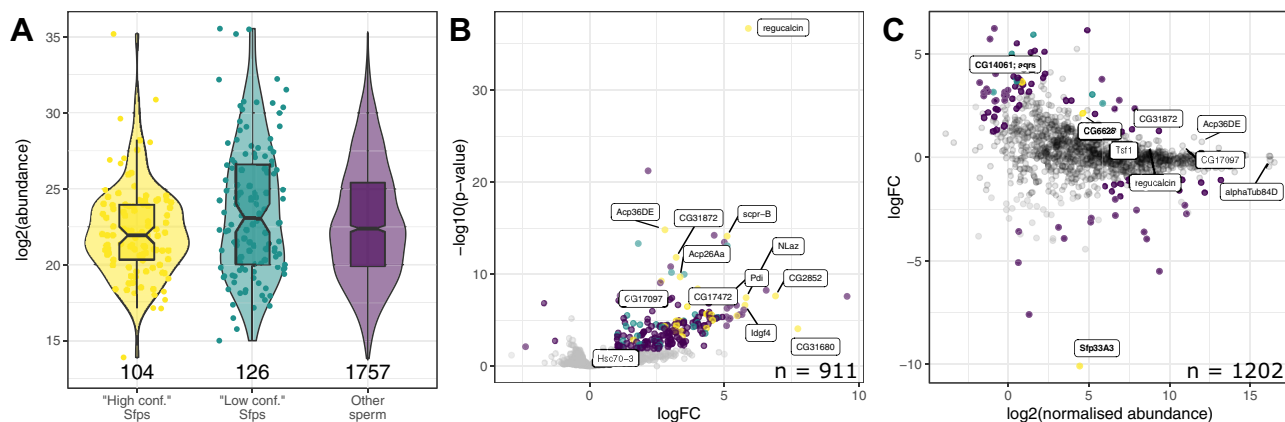 A
log2(abundance)
35
30
25
20
15
104
126
1757
"High conf."
Sfps
"Low conf."
Sfps
Other
sperm
B
−log10(p-value)
30
20
10
0
regucalcin
Acp36DE
CG31872
scpr−B
Acp26Aa
NLaz
Pdi
CG2852
CG17097
CG17472
Idgf4
CG31680
Hsc70−3
n = 911
0
5
logFC
C
logFC
5
0
−5
−10
CG14061; aqrs
CG31872
Acp36DE
Tsf1
CG17097
regucalcin
alphaTub84D
Sfp33A3
n = 1202
0
5
10
15
log2(normalised abundance)